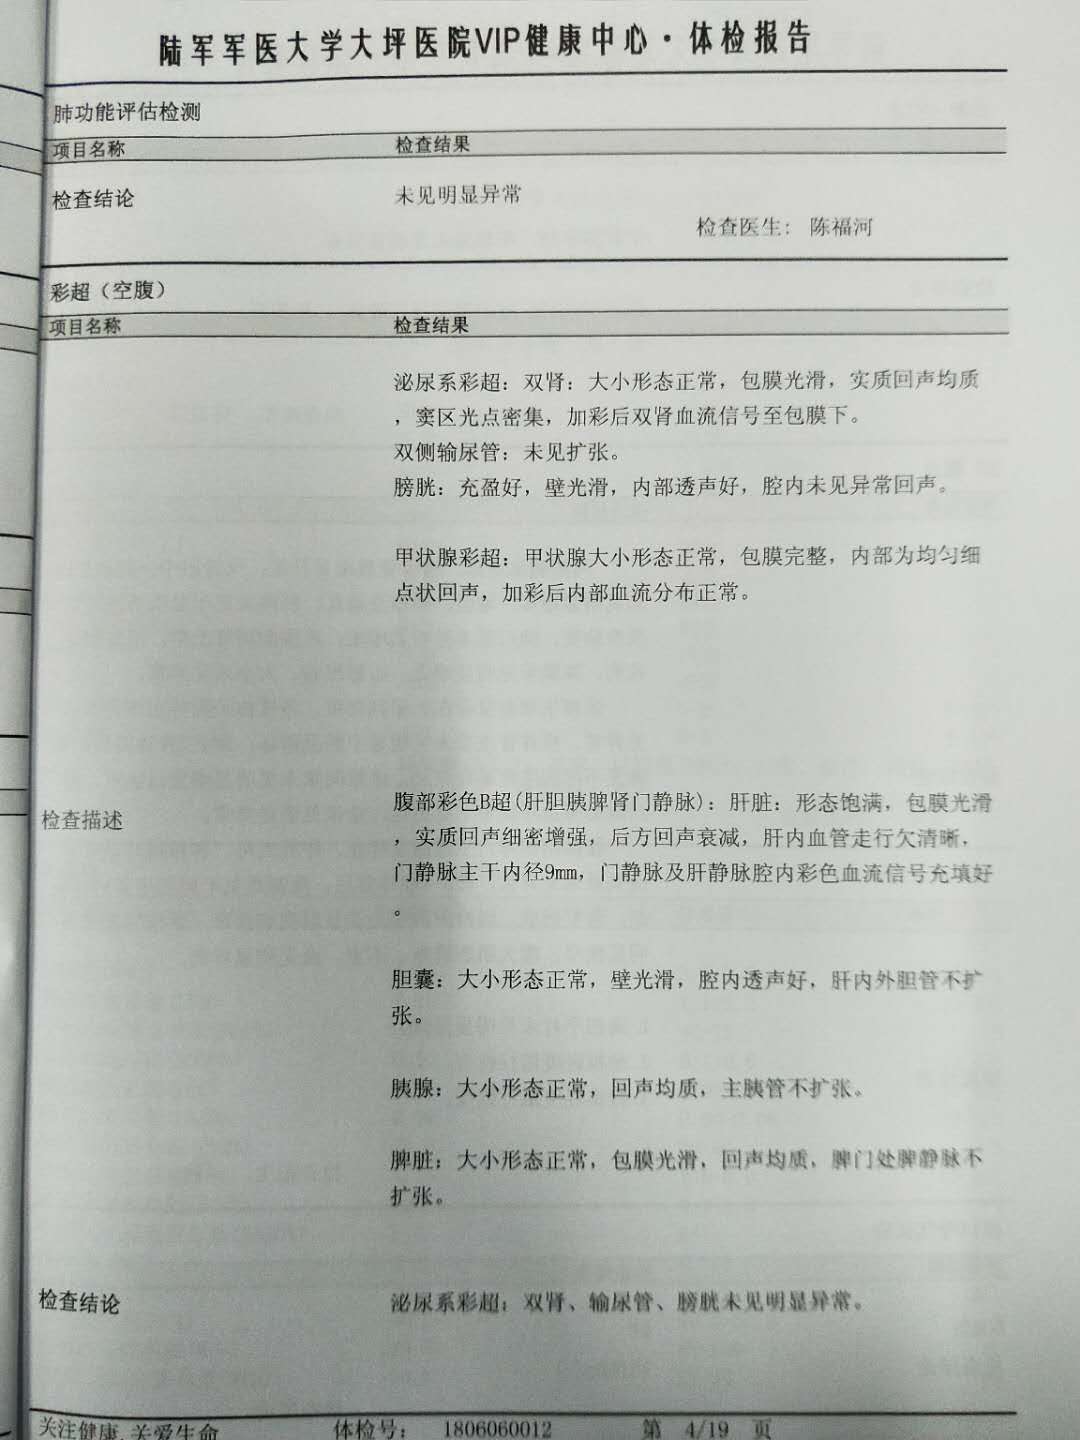 陆军军医大学大坪医院VIP健康中心·体检报告
肺功能评估检测
项目名称 检查结果
检查结论 未见明显异常
检查医生: 陈福河
彩超（空腹）
项目名称 检查结果
泌尿系彩超：双肾：大小形态正常，包膜光滑，实质回声均质
，窦区光点密集，加彩后双肾血流信号至包膜下。
双侧输尿管：未见扩张。
膀胱：充盈好，壁光滑，内部透声好，腔内未见异常回声。
甲状腺彩超：甲状腺大小形态正常，包膜完整，内部为均匀细
点状回声，加彩后内部血流分布正常。
检查描述
腹部彩色B超(肝胆胰脾肾门静脉)：肝脏：形态饱满，包膜光滑
，实质回声细密增强，后方回声衰减，肝内血管走行欠清晰，
门静脉主干内径9mm，门静脉及肝静脉腔内彩色血流信号充填好
。
胆囊：大小形态正常，壁光滑，腔内透声好，肝内外胆管不扩
张。
胰腺：大小形态正常，回声均质，主胰管不扩张。
脾脏：大小形态正常，包膜光滑，回声均质，脾门处脾静脉不
扩张。
检查结论 泌尿系彩超：双肾、输尿管、膀胱未见明显异常。
关注健康,关爱生命 体检号： 1806060012 第 4/19 页